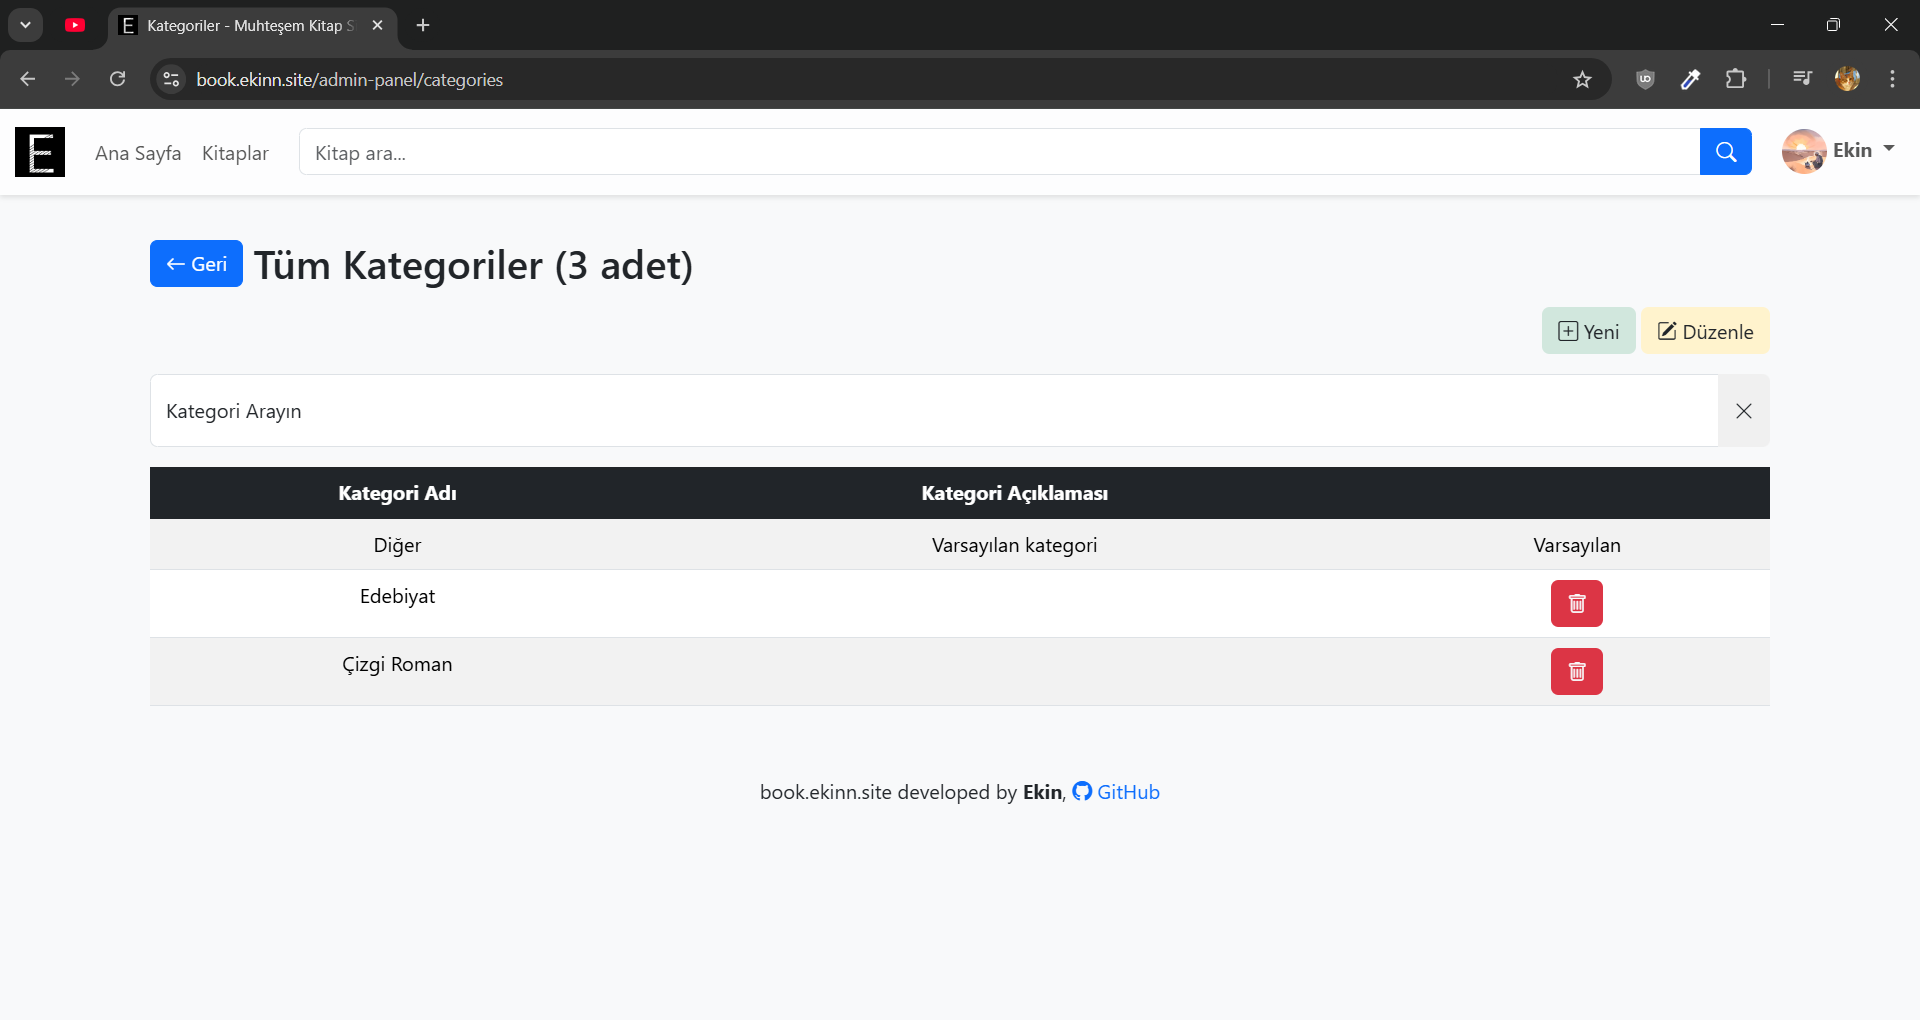 Kategoriler - Muhteşem Kitap S
book.ekinn.site/admin-panel/categories
E
Ana Sayfa
Kitaplar
Kitap ara...
Ekin
Geri
Tüm Kategoriler (3 adet)
Yeni
Düzenle
Kategori Arayın
Kategori Adı
Kategori Açıklaması
Diğer
Varsayılan kategori
Varsayılan
Edebiyat
Çizgi Roman
book.ekinn.site developed by Ekin, GitHub